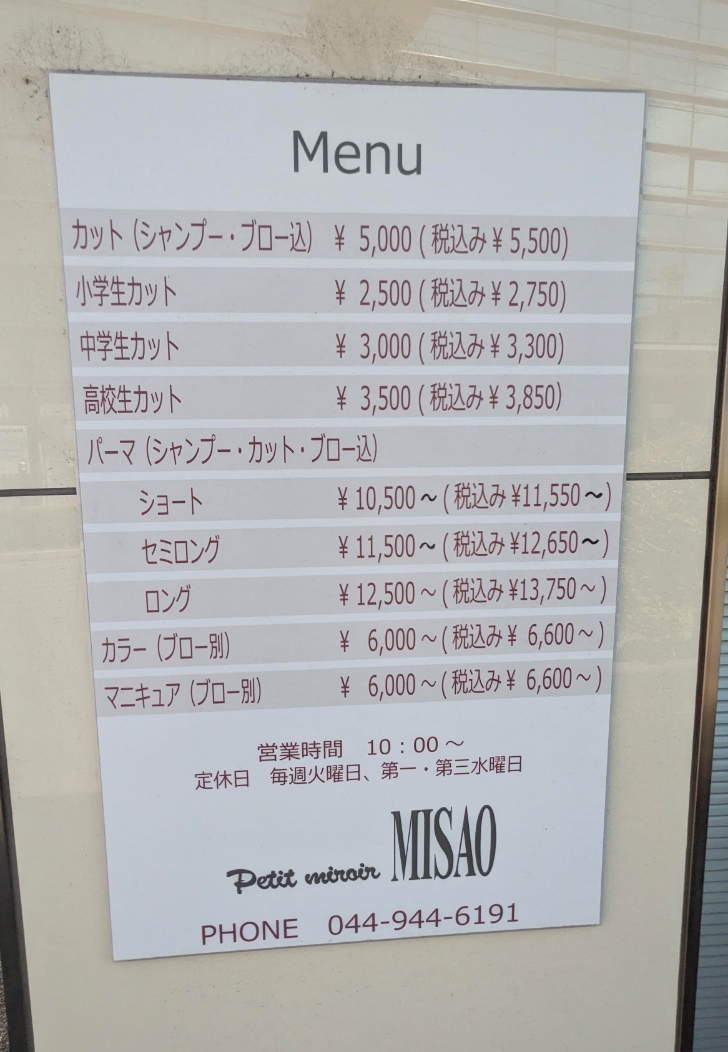 Menu
カット（シャンプー・ブロー込） ¥ 5,000 ( 税込み ¥ 5,500)
小学生カット ¥ 2,500 ( 税込み ¥ 2,750)
中学生カット ¥ 3,000 ( 税込み ¥ 3,300)
高校生カット ¥ 3,500 ( 税込み ¥ 3,850)
パーマ（シャンプー・カット・ブロー込）
ショート ¥ 10,500～ ( 税込み ¥11,550～)
セミロング ¥ 11,500～ ( 税込み ¥12,650～)
ロング ¥ 12,500～ ( 税込み ¥13,750～)
カラー（ブロー別） ¥ 6,000～ ( 税込み ¥ 6,600～)
マニキュア（ブロー別） ¥ 6,000～ ( 税込み ¥ 6,600～)
営業時間 10：00～
定休日 毎週火曜日、第一・第三水曜日
Petit miroir MISAO
PHONE 044-944-6191